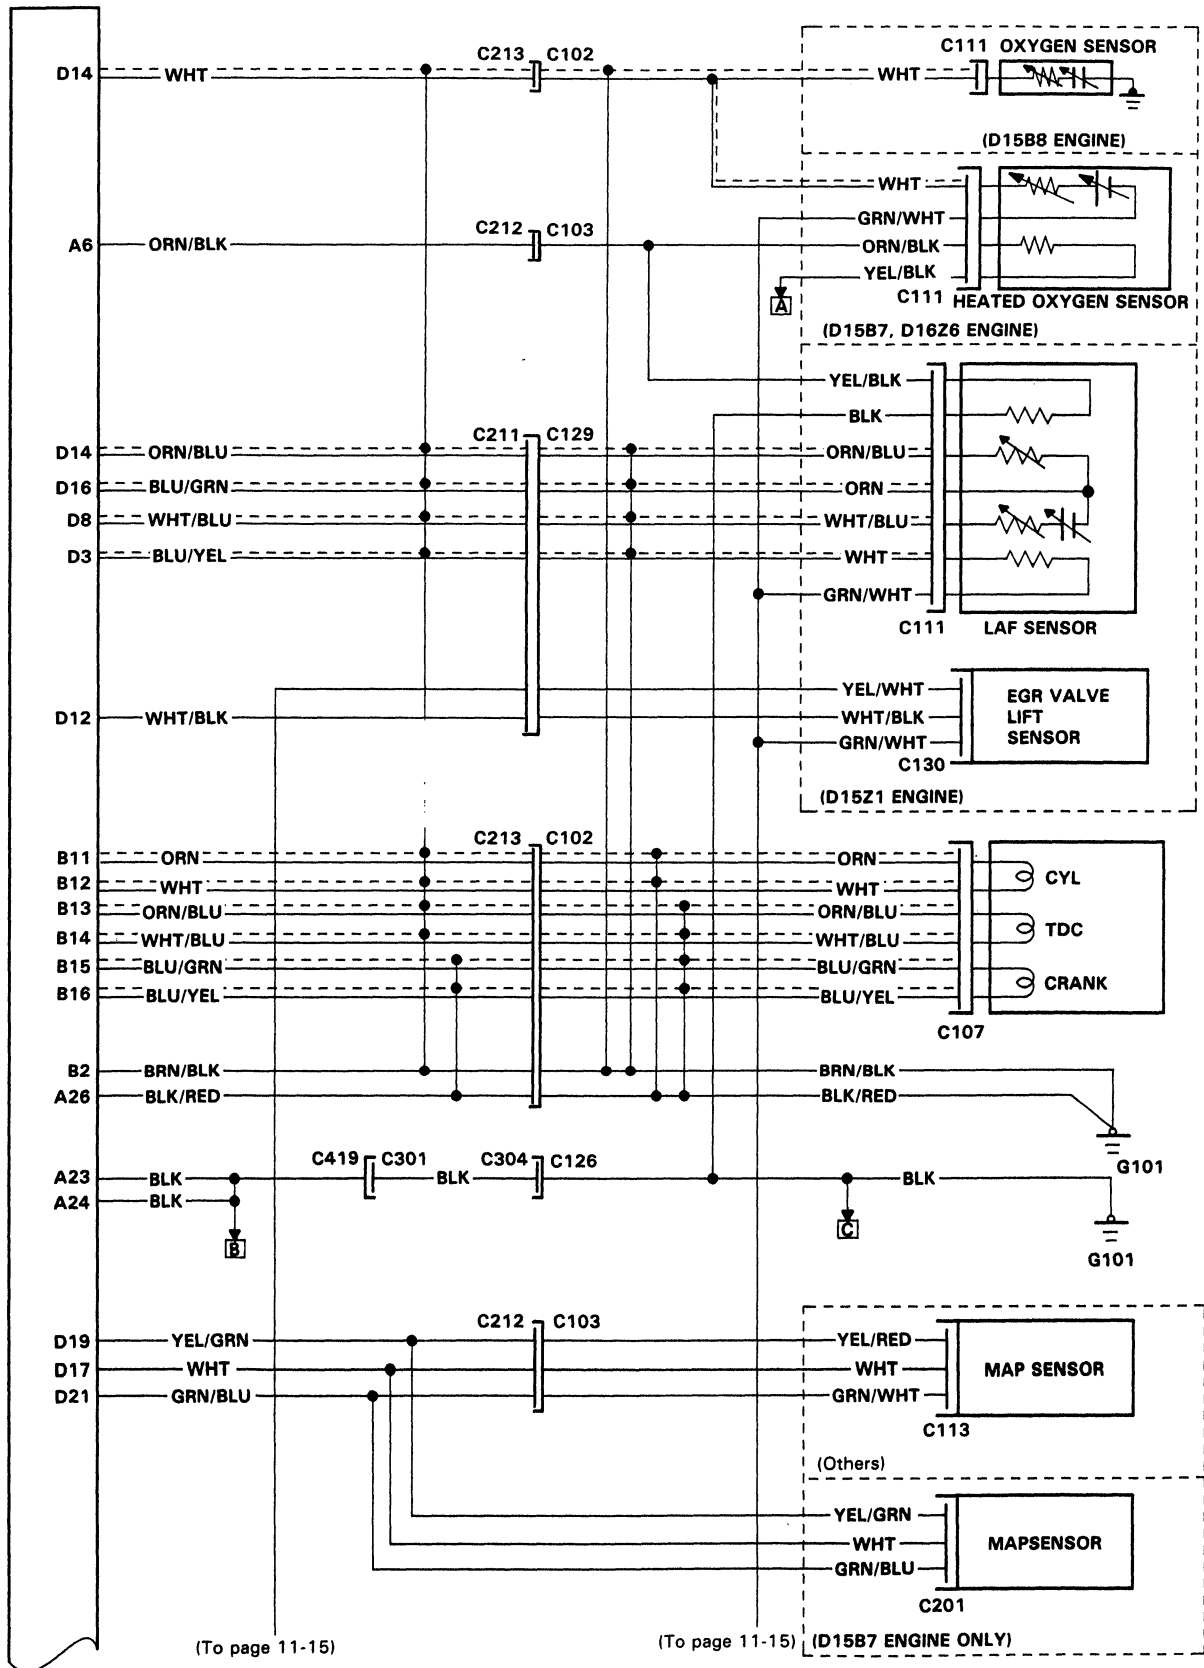 C213 C102
C111 OXYGEN SENSOR
D14 WHT
WHT
(D15B8 ENGINE)
WHT
GRN/WHT
C212 C103
A6 ORN/BLK
ORN/BLK
YEL/BLK
A
C111 HEATED OXYGEN SENSOR
(D15B7, D16Z6 ENGINE)
YEL/BLK
BLK
C211 C129
D14 ORN/BLU
ORN/BLU
D16 BLU/GRN
ORN
D8 WHT/BLU
WHT/BLU
D3 BLU/YEL
WHT
GRN/WHT
C111 LAF SENSOR
YEL/WHT
D12 WHT/BLK
WHT/BLK
GRN/WHT
EGR VALVE
LIFT
SENSOR
C130
(D15Z1 ENGINE)
C213 C102
B11 ORN
ORN
CYL
B12 WHT
WHT
B13 ORN/BLU
ORN/BLU
TDC
B14 WHT/BLU
WHT/BLU
B15 BLU/GRN
BLU/GRN
CRANK
B16 BLU/YEL
BLU/YEL
C107
B2 BRN/BLK
BRN/BLK
A26 BLK/RED
BLK/RED
G101
C419 C301
C304 C126
A23 BLK
BLK
BLK
A24 BLK
B
C
G101
C212 C103
D19 YEL/GRN
YEL/RED
D17 WHT
WHT
MAP SENSOR
D21 GRN/BLU
GRN/WHT
C113
(Others)
YEL/GRN
WHT
MAPSENSOR
GRN/BLU
C201
(To page 11-15)
(To page 11-15)
(D15B7 ENGINE ONLY)